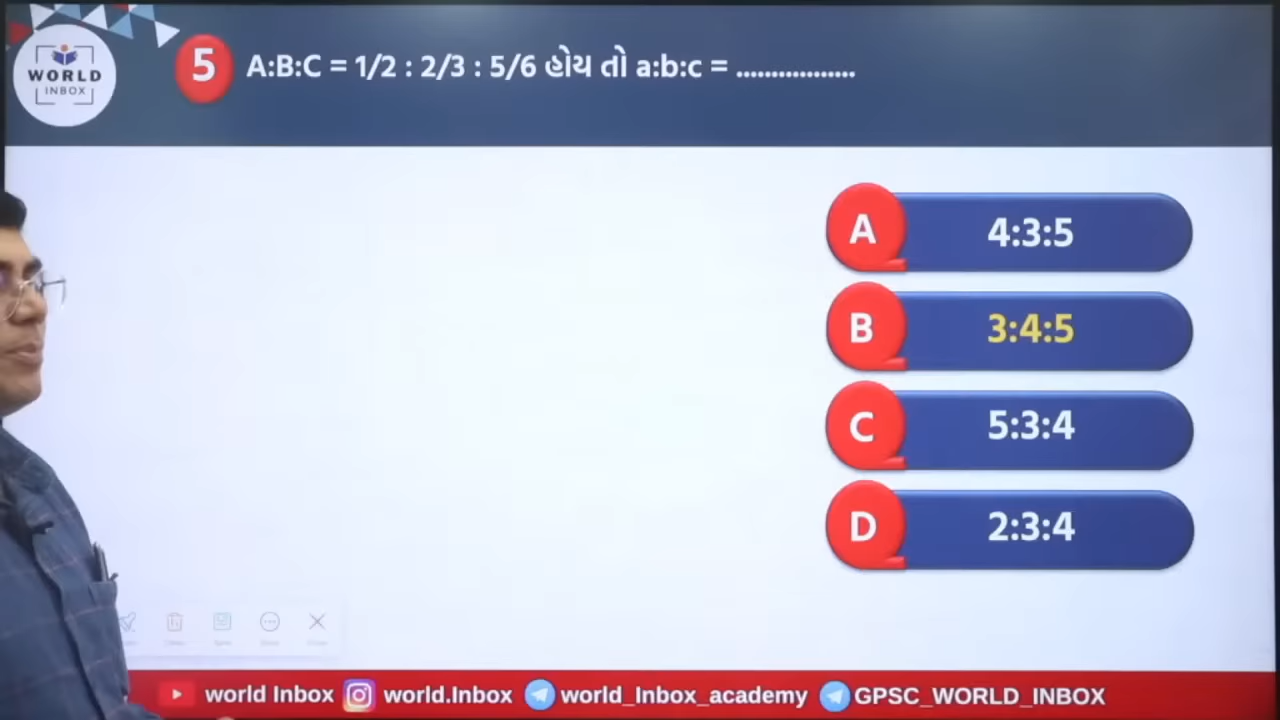 WORLD
INBOX
5 A:B:C = 1/2 : 2/3 : 5/6 હોય તો a:b:c = .................
A 4:3:5
B 3:4:5
C 5:3:4
D 2:3:4
world Inbox world.Inbox world_Inbox_academy GPSC_WORLD_INBOX